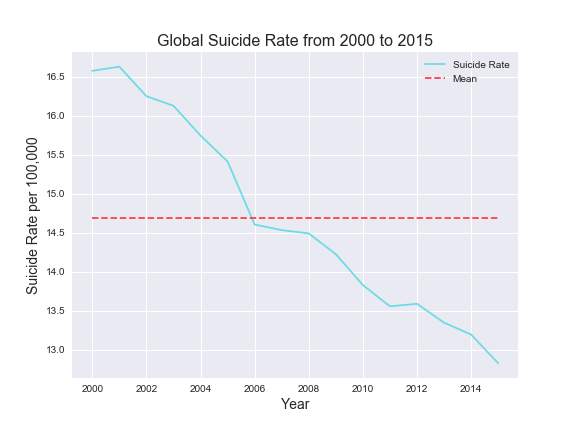 Global Suicide Rate from 2000 to 2015
Suicide Rate
Mean
Suicide Rate per 100,000
16.5
16.0
15.5
15.0
14.5
14.0
13.5
13.0
2000 2002 2004 2006 2008 2010 2012 2014
Year